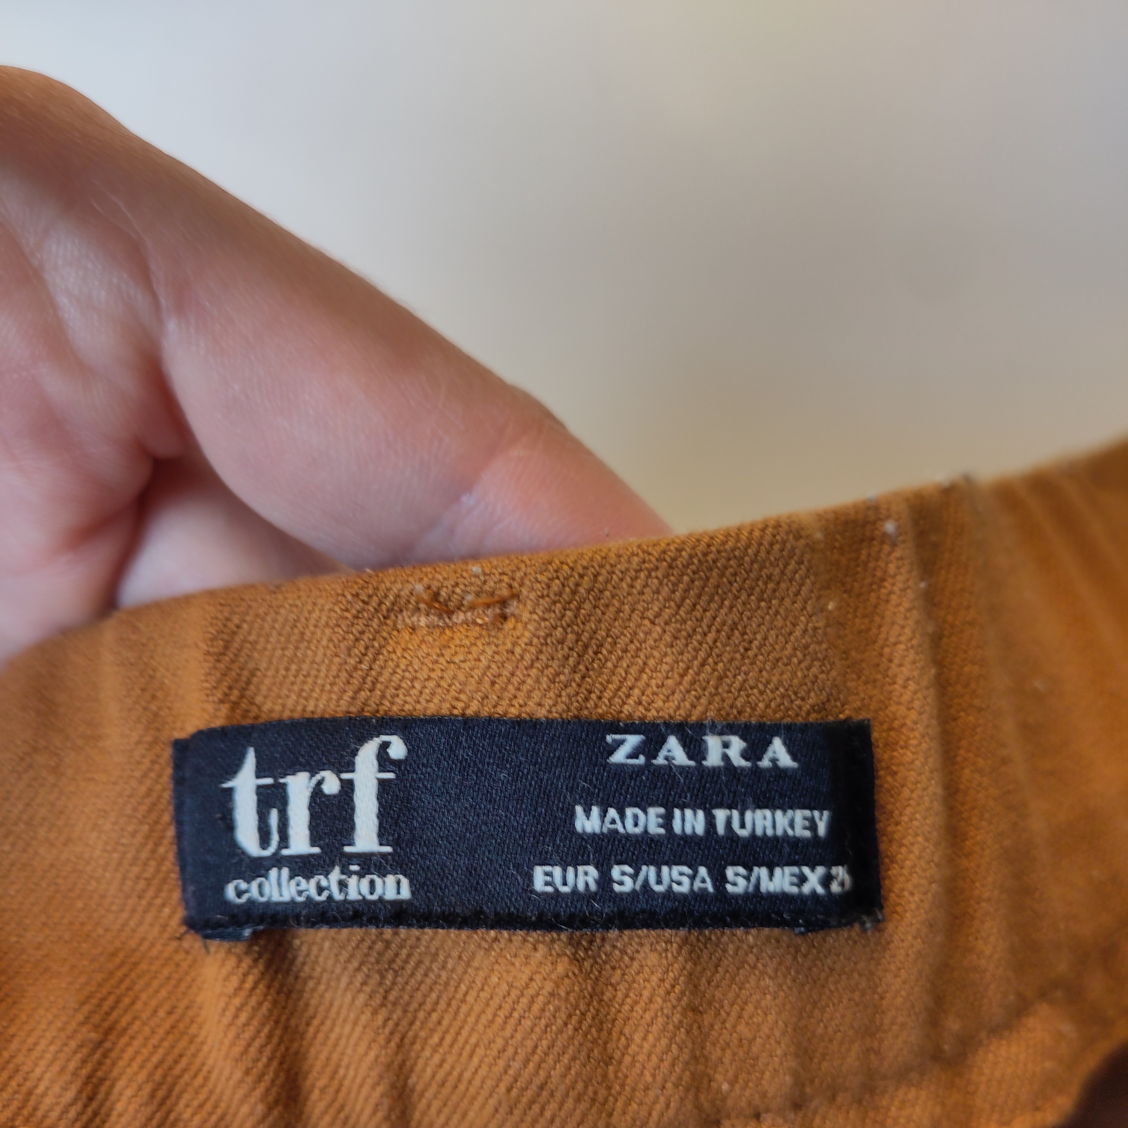 trf
collection
ZARA
MADE IN TURKEY
EUR S/USA S/MEX